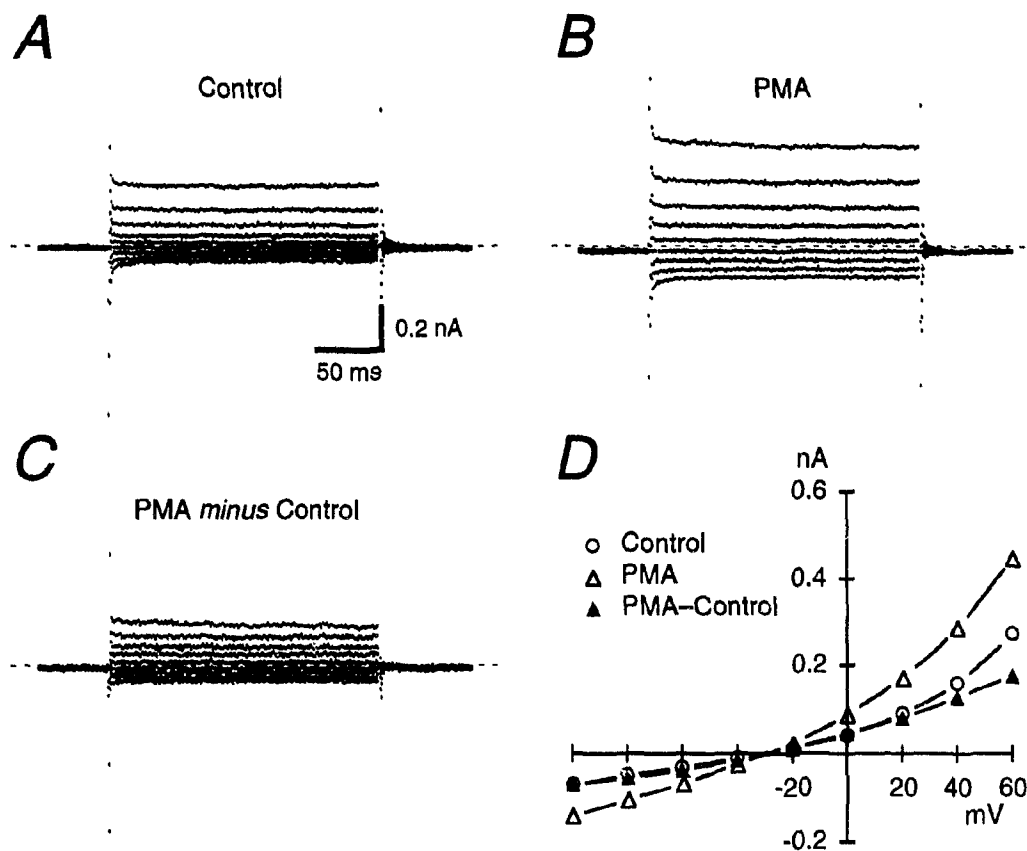 A
Control
0.2 nA
50 ms
B
PMA
C
PMA minus Control
D
nA
0.6
0.4
0.2
-0.2
Control
PMA
PMA–Control
-20
20
40
60
mV